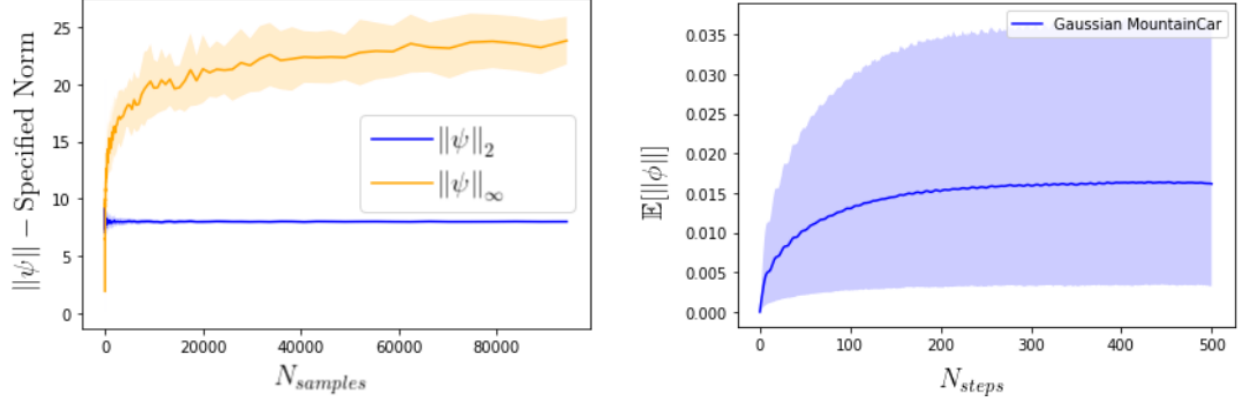 ||ψ|| − Specified Norm
25
20
15
10
5
0
||ψ||₂
||ψ||∞
0 20000 40000 60000 80000
N_samples
𝔼[||ϕ||]
0.035
0.030
0.025
0.020
0.015
0.010
0.005
0.000
Gaussian MountainCar
0 100 200 300 400 500
N_steps